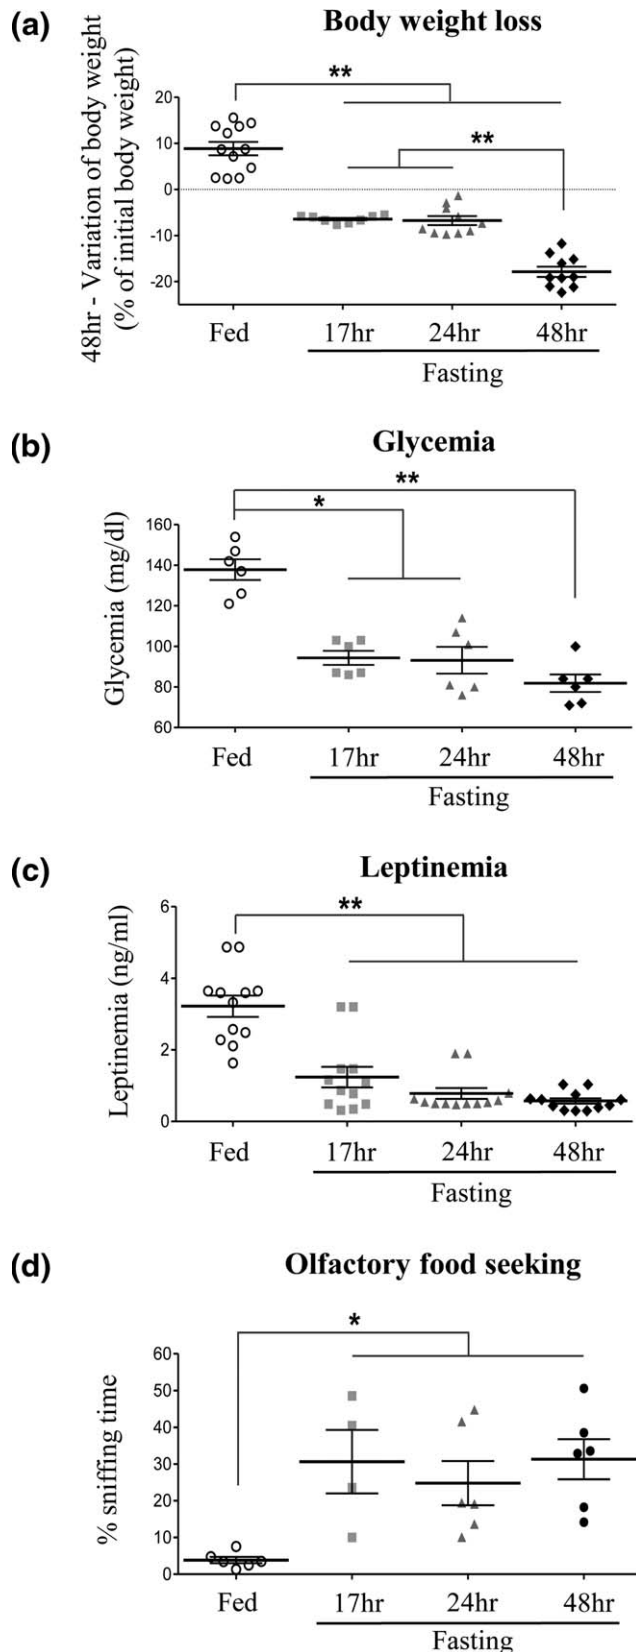 (a)
Body weight loss
48hr - Variation of body weight
(% of initial body weight)
**
**
20
10
0
-10
-20
Fed
17hr
24hr
48hr
Fasting
(b)
Glycemia
Glycemia (mg/dl)
**
*
160
140
120
100
80
60
Fed
17hr
24hr
48hr
Fasting
(c)
Leptinemia
Leptinemia (ng/ml)
**
6
4
2
0
Fed
17hr
24hr
48hr
Fasting
(d)
Olfactory food seeking
% sniffing time
*
60
50
40
30
20
10
0
Fed
17hr
24hr
48hr
Fasting